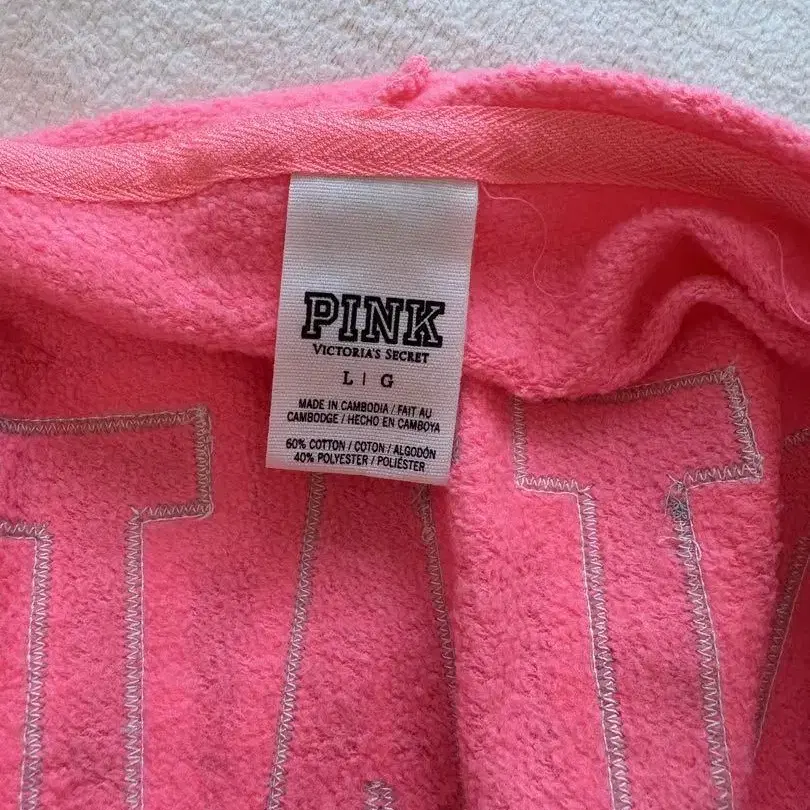 PINK
VICTORIA'S SECRET
L | G
MADE IN CAMBODIA / FAIT AU
CAMBODGE / HECHO EN CAMBOYA
60% COTTON / COTON / ALGODÓN
40% POLYESTER / POLIÉSTER